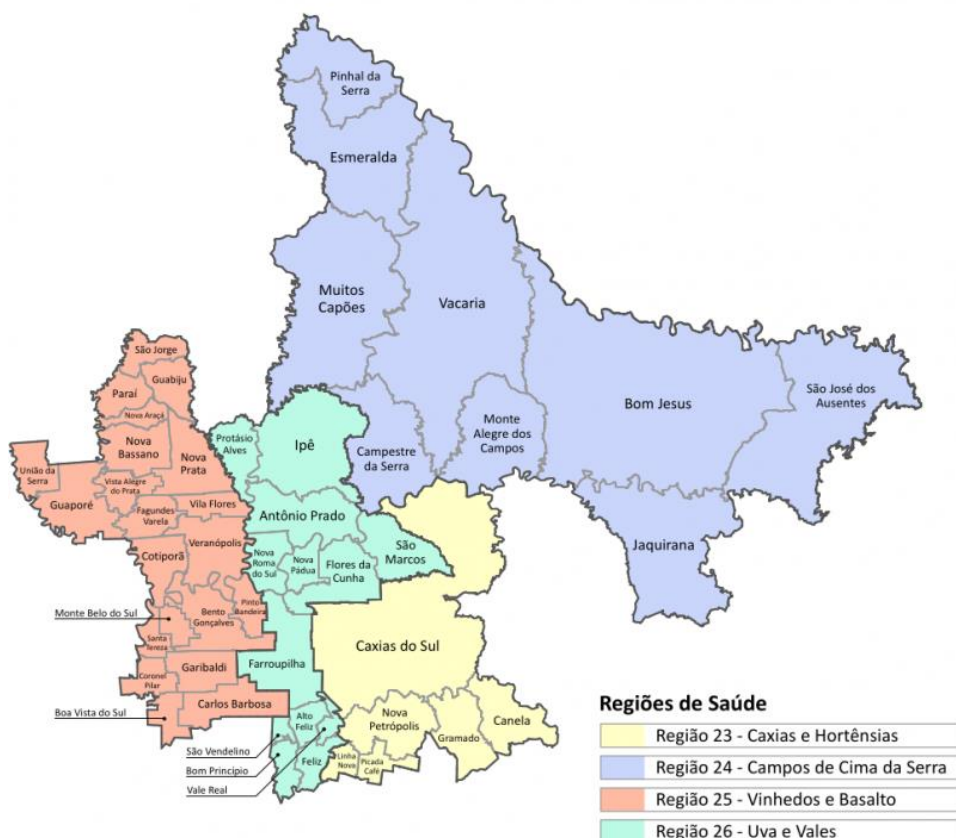 Pinhal da
Serra
Esmeralda
Muitos
Capões
Vacaria
São Jorge
Guabiju
Paraí
Nova Araçá
Bom Jesus
São José dos
Ausentes
Monte
Alegre dos
Campos
Campestre
da Serra
Protásio
Alves
Ipê
Nova
Bassano
Nova
Prata
União da
Serra
Vista Alegre
do Prata
Guaporé
Fagundes
Varela
Vila Flores
Antônio Prado
São
Marcos
Jaquirana
Cotiporã
Veranópolis
Nova
Roma
do Sul
Nova
Pádua
Flores da
Cunha
Monte Belo do Sul
Bento
Gonçalves
Pinto
Bandeira
Santa
Tereza
Caxias do Sul
Coronel
Pilar
Garibaldi
Farroupilha
Boa Vista do Sul
Carlos Barbosa
Alto
Feliz
Nova
Petrópolis
Gramado
Canela
São Vendelino
Bom Princípio
Vale Real
Feliz
Linha
Nova
Picada
Café
Regiões de Saúde
Região 23 - Caxias e Hortênsias
Região 24 - Campos de Cima da Serra
Região 25 - Vinhedos e Basalto
Região 26 - Uva e Vales